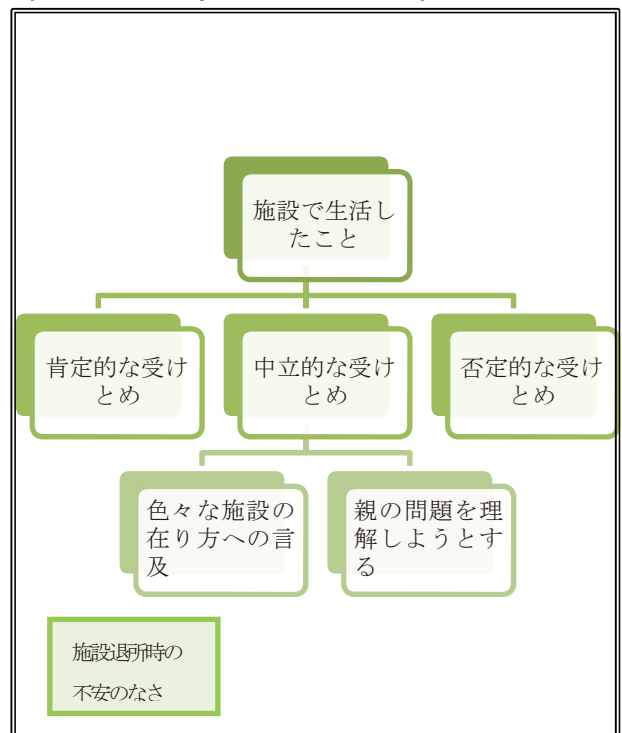 施設で生活し
たこと
肯定的な受け
とめ
中立的な受け
とめ
否定的な受け
とめ
色々な施設の
在り方への言
及
親の問題を理
解しようとす
る
施設退所時の
不安のなさ